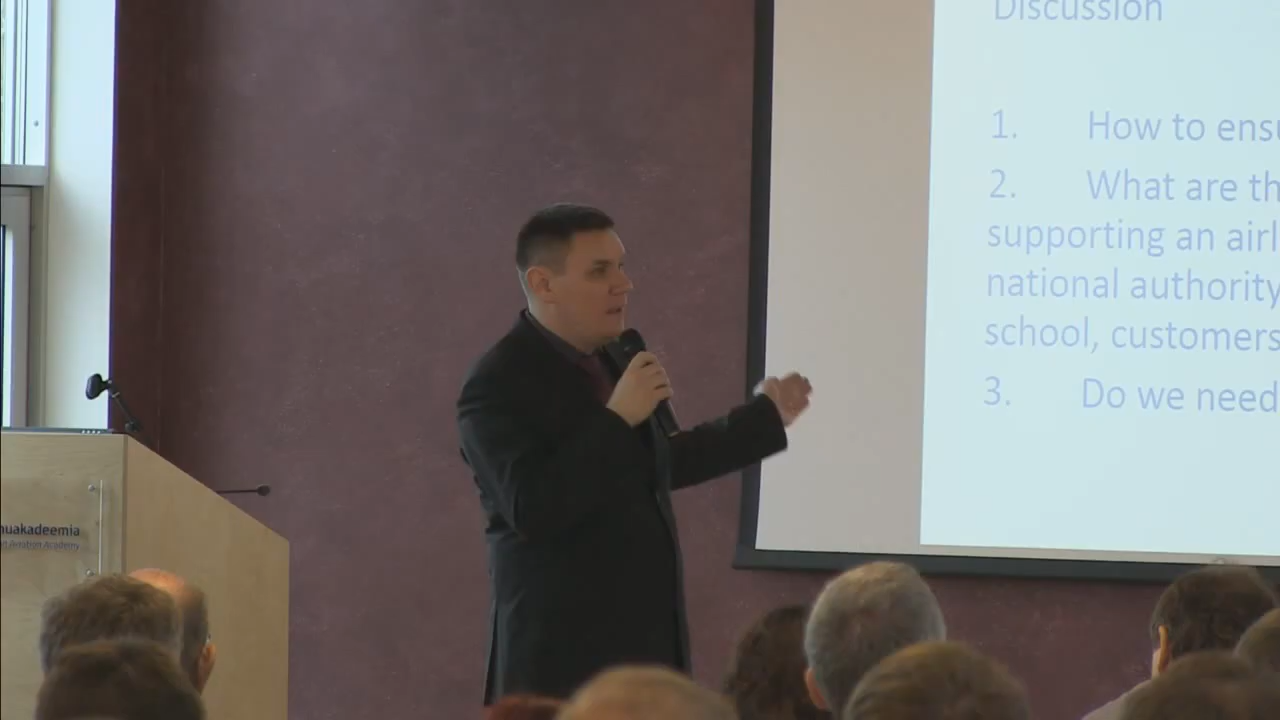 Discussion
1. How to ensu
2. What are th
supporting an airl
national authority
school, customers
3. Do we need
nuakadeemia
n Aviation Academy